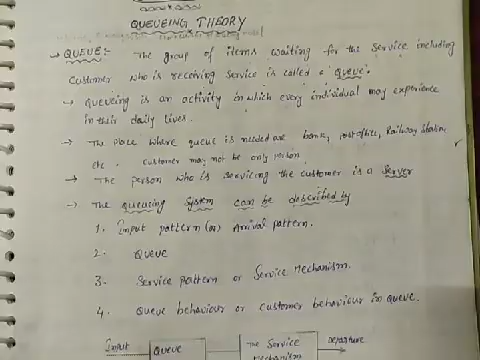 QUEUEING THEORY
→ QUEUE:- The group of items waiting for the service including
customer who is receiving service is called a 'QUEUE'.
→ Queueing is an activity in which every individual may experience
in their daily lives.
→ The place where queue is needed are bank, post office, Railway Station,
etc. customer may not be only person
→ The person who is servicing the customer is a server
→ The queueing system can be described by
1. Input pattern (or) Arrival pattern.
2. Queue
3. Service pattern or Service Mechanism.
4. Queue behaviour or customer behaviour in queue.
Input QUEUE The Service Departure
Mechanism